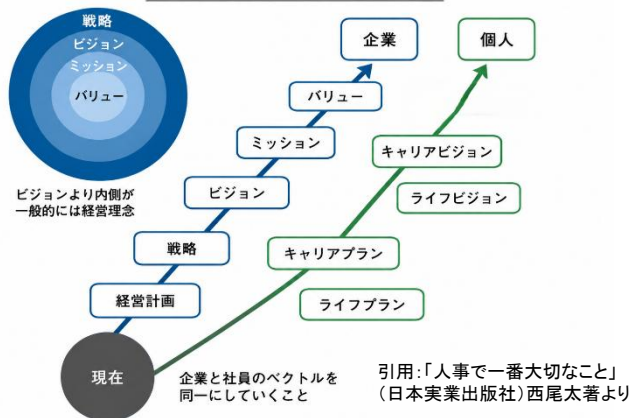 戦略
ビジョン
ミッション
バリュー
ビジョンより内側が
一般的には経営理念
企業
個人
バリュー
ミッション
キャリアビジョン
ビジョン
ライフビジョン
戦略
キャリアプラン
経営計画
ライフプラン
現在
企業と社員のベクトルを
同一にしていくこと
引用:「人事で一番大切なこと」
（日本実業出版社）西尾太著より